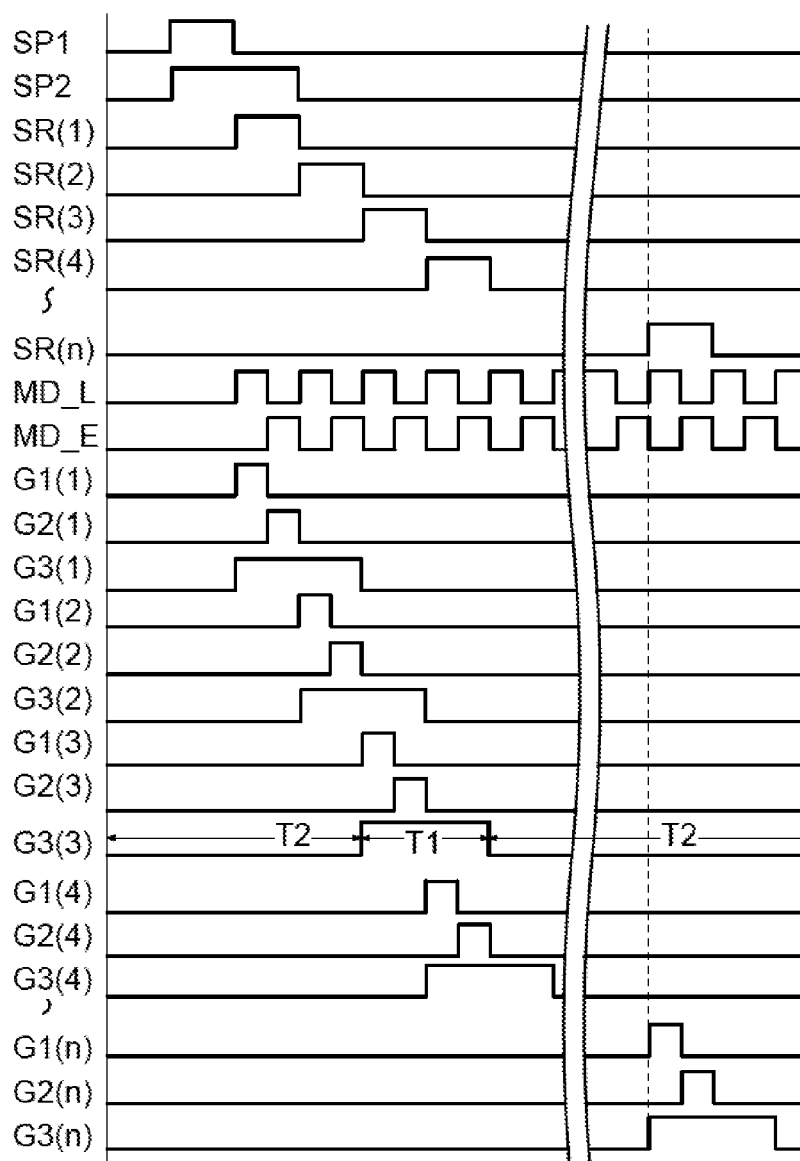 SP1
SP2
SR(1)
SR(2)
SR(3)
SR(4)
SR(n)
MD_L
MD_E
G1(1)
G2(1)
G3(1)
G1(2)
G2(2)
G3(2)
G1(3)
G2(3)
G3(3) T2 T1 T2
G1(4)
G2(4)
G3(4)
G1(n)
G2(n)
G3(n)